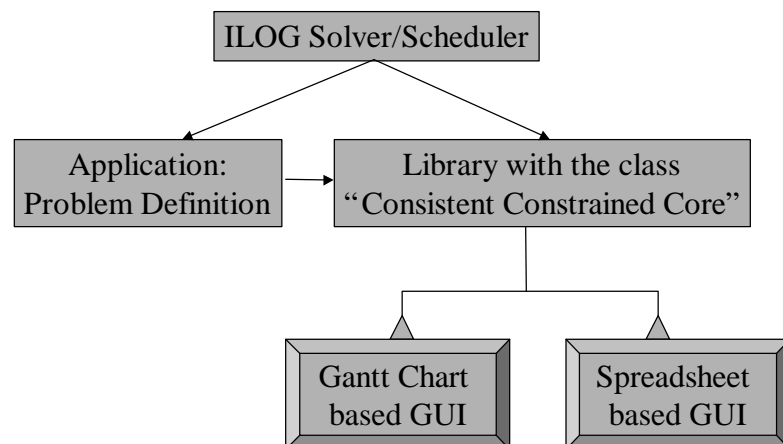 ILOG Solver/Scheduler
Application:
Problem Definition
Library with the class
“Consistent Constrained Core”
Gantt Chart
based GUI
Spreadsheet
based GUI